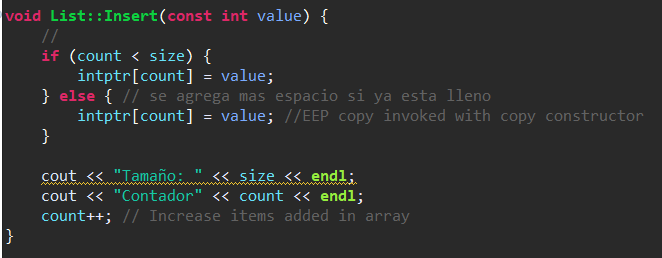 void List::Insert(const int value) {
//
if (count < size) {
intptr[count] = value;
} else { // se agrega mas espacio si ya esta lleno
intptr[count] = value; //EEP copy invoked with copy constructor
}
cout << "Tamaño: " << size << endl;
cout << "Contador" << count << endl;
count++; // Increase items added in array
}